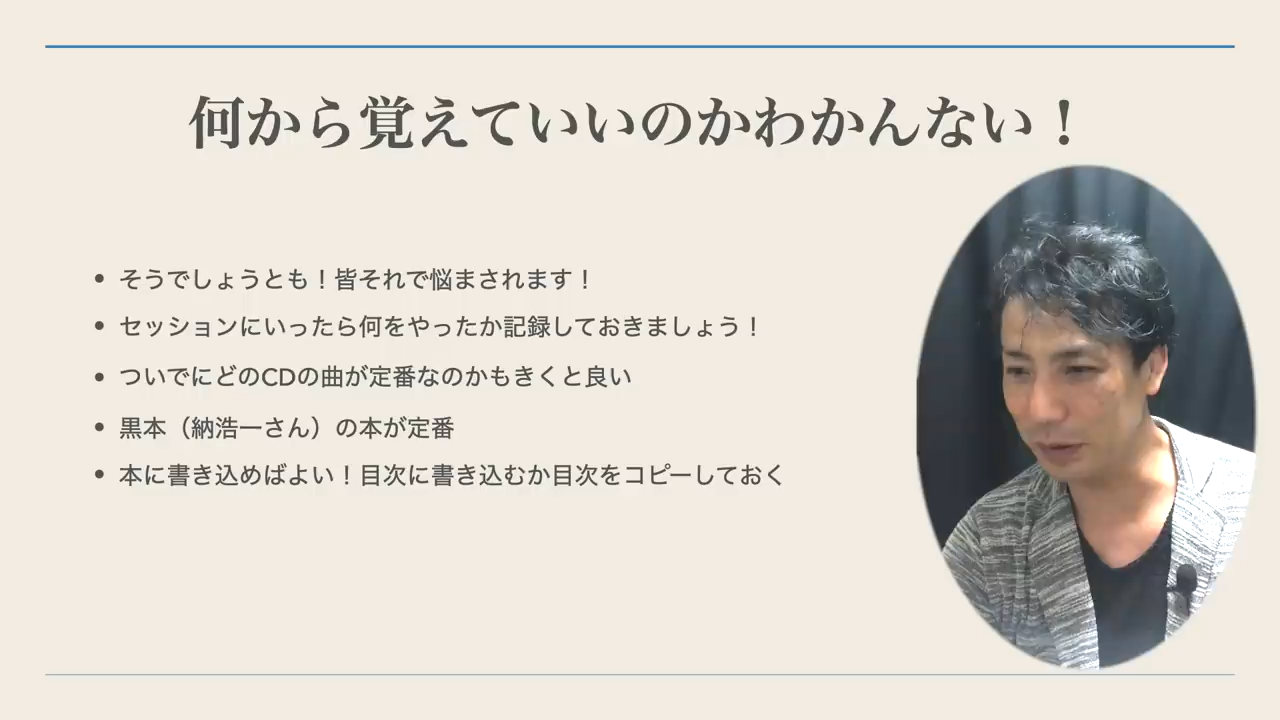 何から覚えていいのかわかんない！
• そうでしょうとも！皆それで悩まされます！
• セッションにいったら何をやったか記録しておきましょう！
• ついでにどのCDの曲が定番なのかもきくと良い
• 黒本（納浩一さん）の本が定番
• 本に書き込めばよい！目次に書き込むか目次をコピーしておく